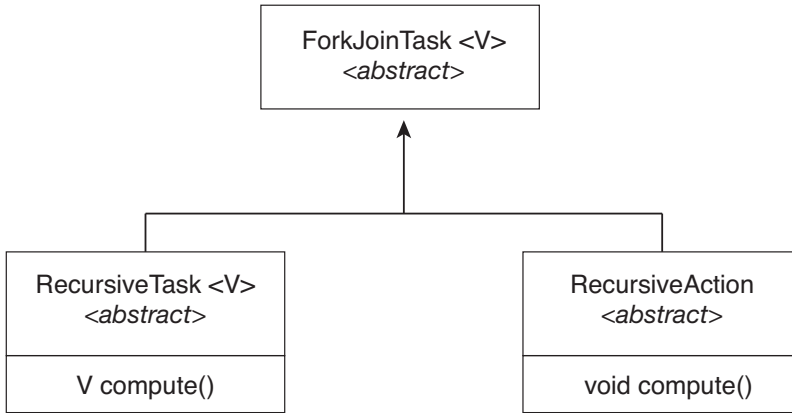 ForkJoinTask <V>
<abstract>
RecursiveTask <V>
<abstract>
V compute()
RecursiveAction
<abstract>
void compute()